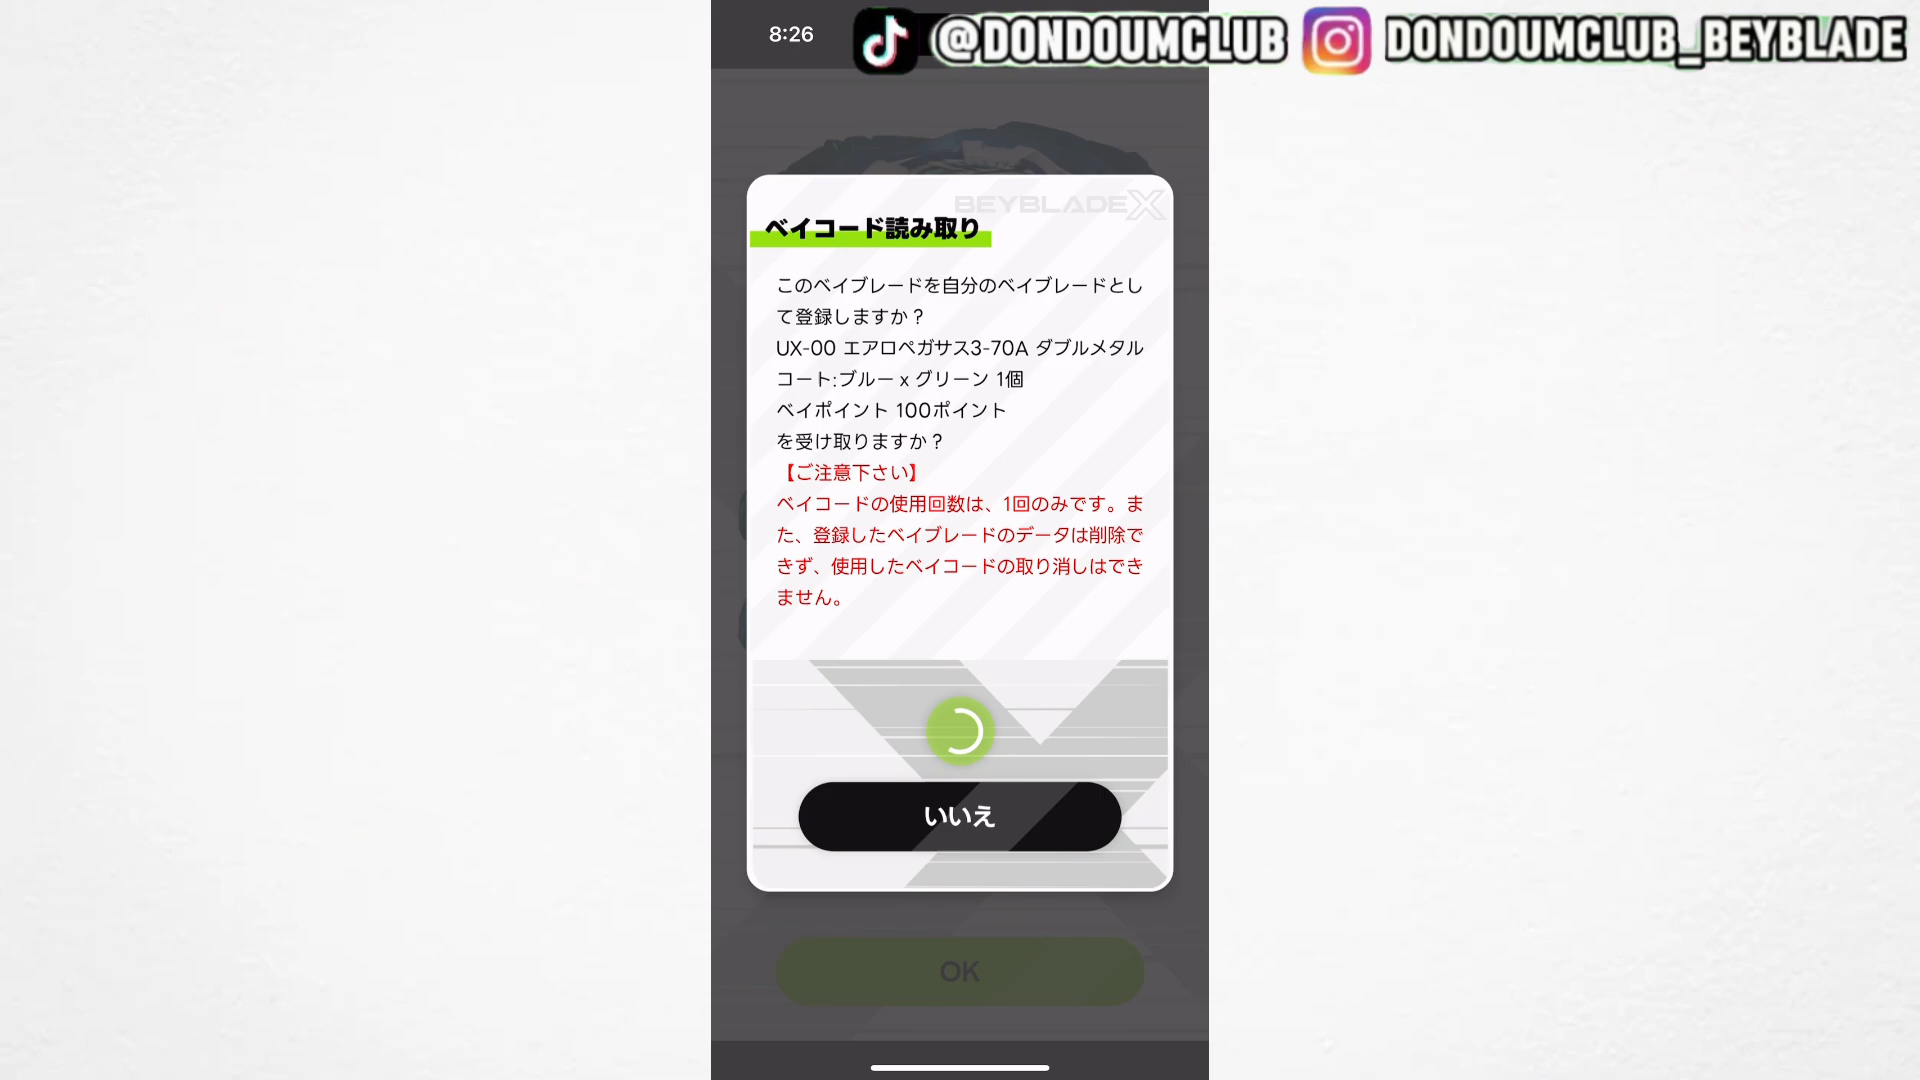 8:26
@DONDOUMCLUB DONDOUMCLUB_BEYBLADE
BEYBLADE X
ベイコード読み取り
このベイブレードを自分のベイブレードとし
て登録しますか？
UX-00 エアロペガサス3-70A ダブルメタル
コート:ブルー x グリーン 1個
ベイポイント 100ポイント
を受け取りますか？
【ご注意下さい】
ベイコードの使用回数は、1回のみです。ま
た、登録したベイブレードのデータは削除で
きず、使用したベイコードの取り消しはでき
ません。
いいえ
OK